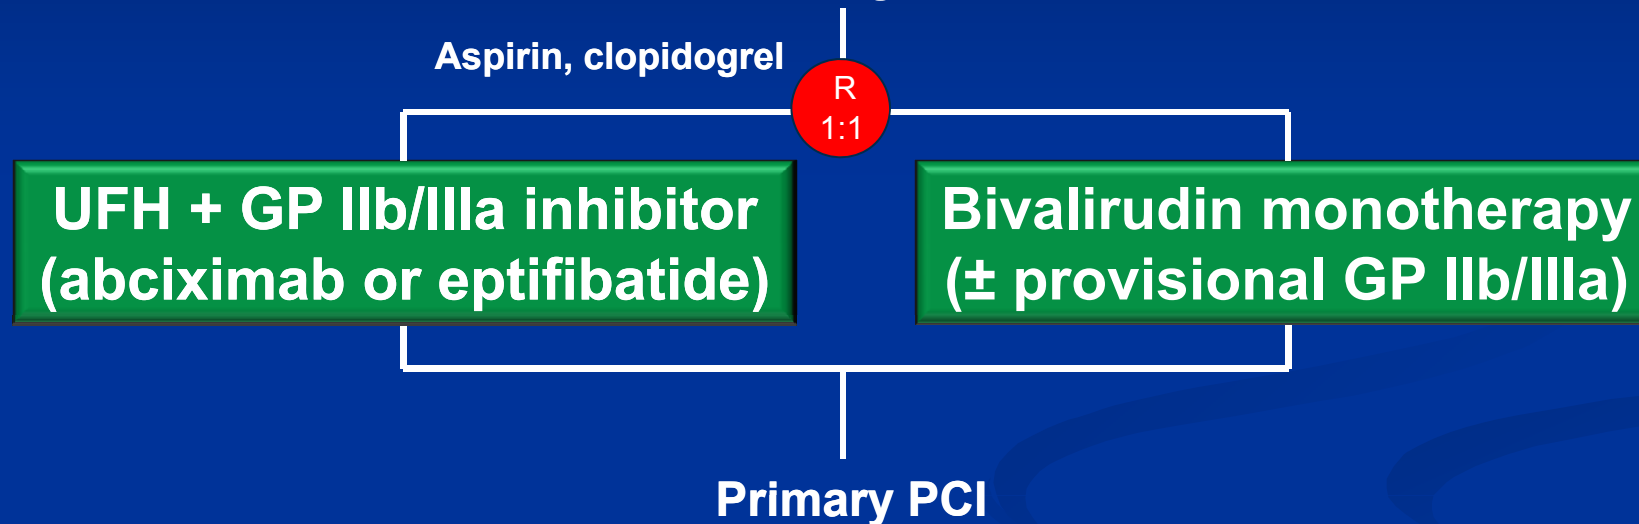 Aspirin, clopidogrel
R
1:1
UFH + GP IIb/IIIa inhibitor
(abciximab or eptifibatide)
Bivalirudin monotherapy
(± provisional GP IIb/IIIa)
Primary PCI